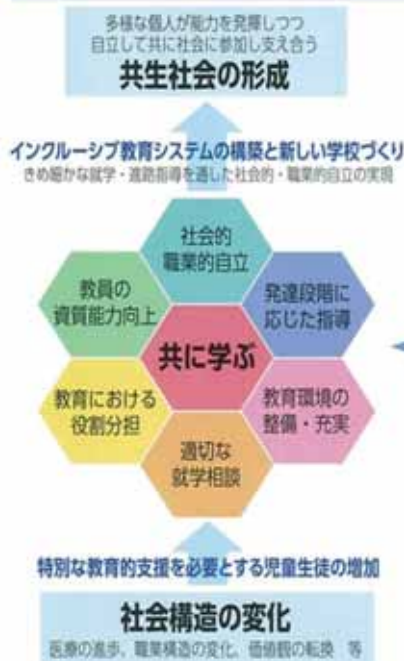 多様な個人が能力を発揮しつつ
自立して共に社会に参加し支え合う
共生社会の形成
インクルーシブ教育システムの構築と新しい学校づくり
きめ細かな就学・進路指導を通した社会的・職業的自立の実現
社会的
職業的自立
教員の
資質能力向上
発達段階に
応じた指導
共に学ぶ
教育における
役割分担
教育環境の
整備・充実
適切な
就学相談
特別な教育的支援を必要とする児童生徒の増加
社会構造の変化
医療の進歩、職業構造の変化、価値観の転換 等